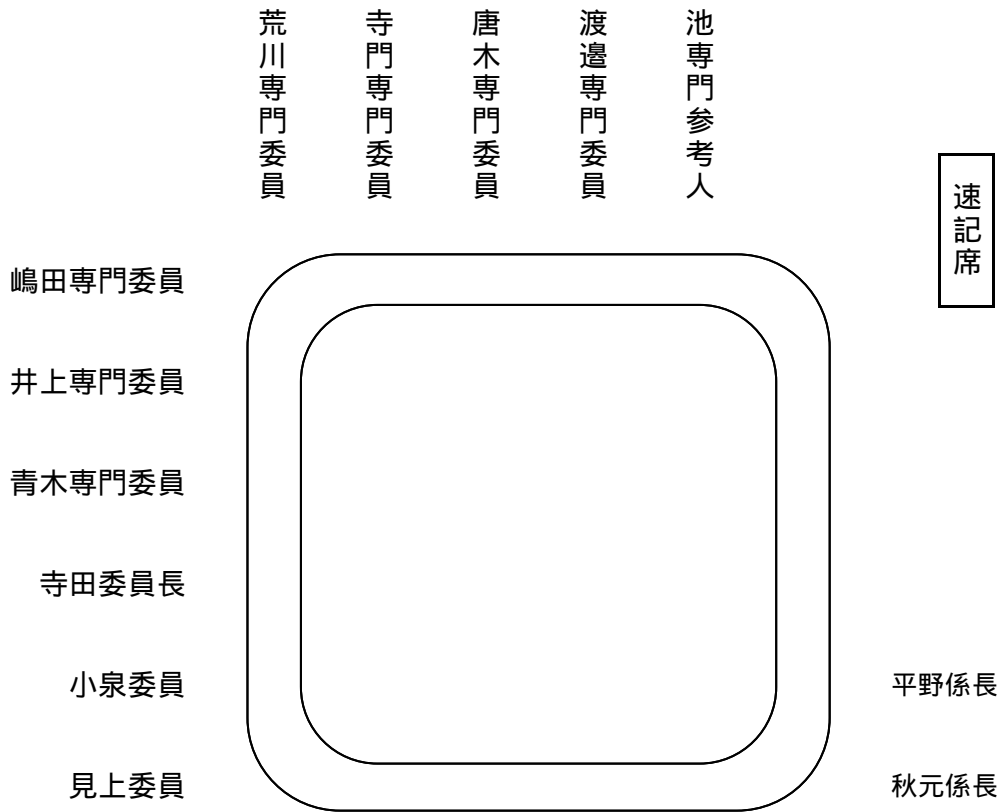 荒川専門委員
寺門専門委員
唐木専門委員
渡邉専門委員
池専門参考人
速記席
嶋田専門委員
井上専門委員
青木専門委員
寺田委員長
小泉委員
平野係長
見上委員
秋元係長